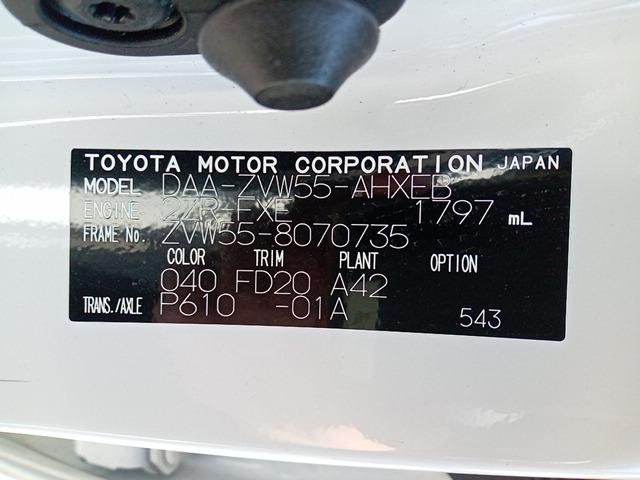 TOYOTA MOTOR CORPORATION JAPAN
MODEL DAA-ZVW55-AHXEB
ENGINE 2ZR-FXE 1797 mL
FRAME No. ZVW55-8070735
COLOR TRIM PLANT OPTION
040 FD20 A42
TRANS./AXLE P610 -01A 543